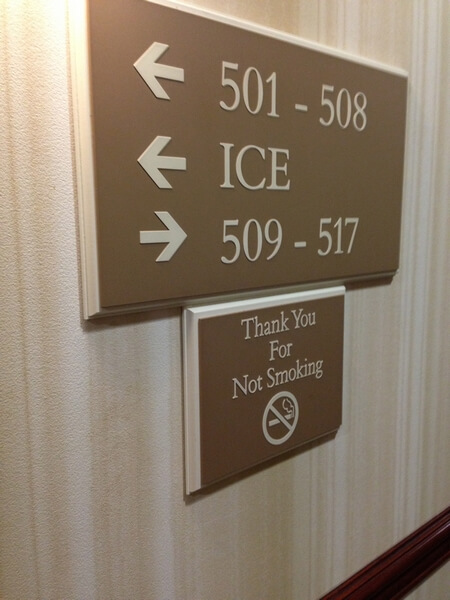 501 - 508
ICE
509 - 517
Thank You
For
Not Smoking